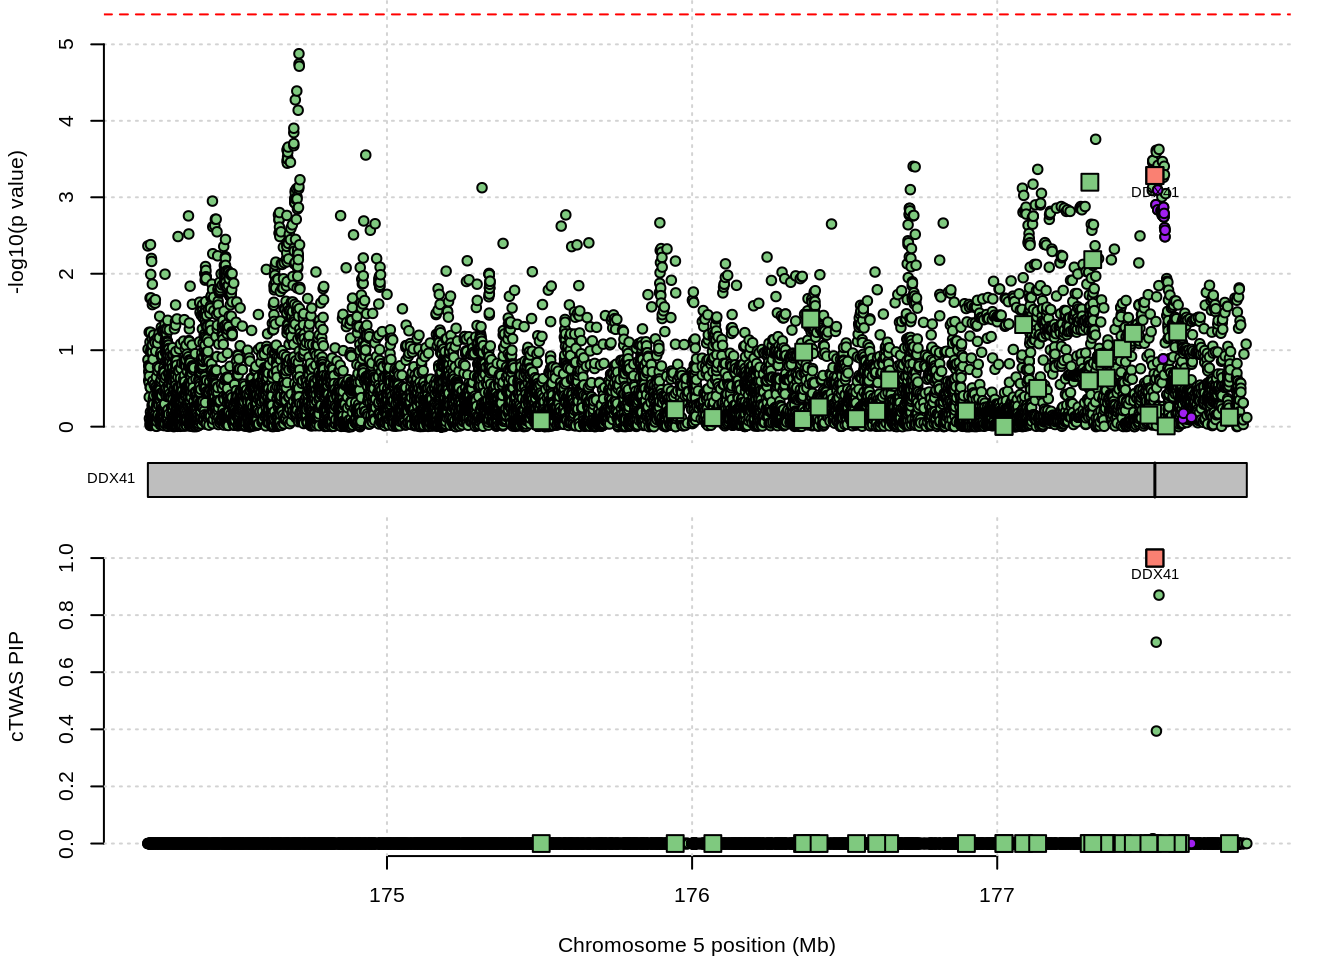 -log10(p value)
5
4
3
2
1
0
DDX41
DDX41
cTWAS PIP
1.0
0.8
0.6
0.4
0.2
0.0
DDX41
175
176
177
Chromosome 5 position (Mb)